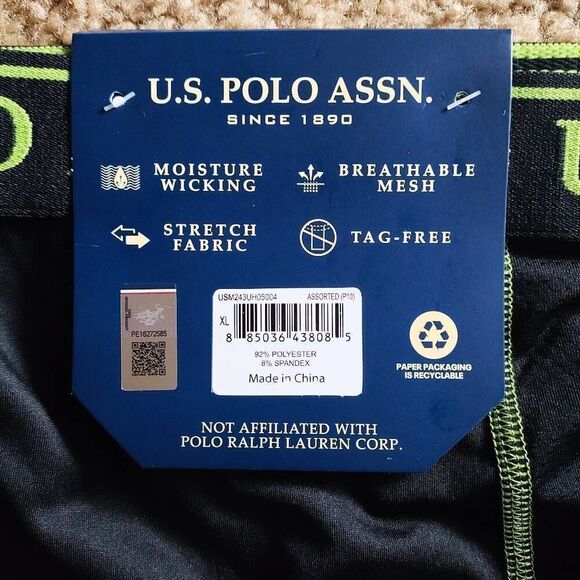 U.S. POLO ASSN.
SINCE 1890
MOISTURE WICKING
BREATHABLE MESH
STRETCH FABRIC
TAG-FREE
PE16272585
USM243UH05004 ASSORTED (P10)
XL
8 85036 43808 5
92% POLYESTER
8% SPANDEX
Made in China
PAPER PACKAGING
IS RECYCLABLE
NOT AFFILIATED WITH
POLO RALPH LAUREN CORP.